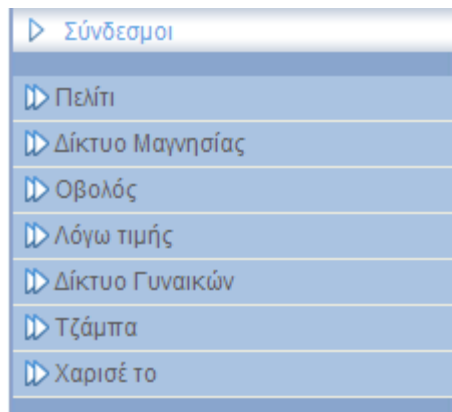 Σύνδεσμοι
Πελίτι
Δίκτυο Μαγνησίας
Οβολός
Λόγω τιμής
Δίκτυο Γυναικών
Τζάμπα
Χαρισέ το